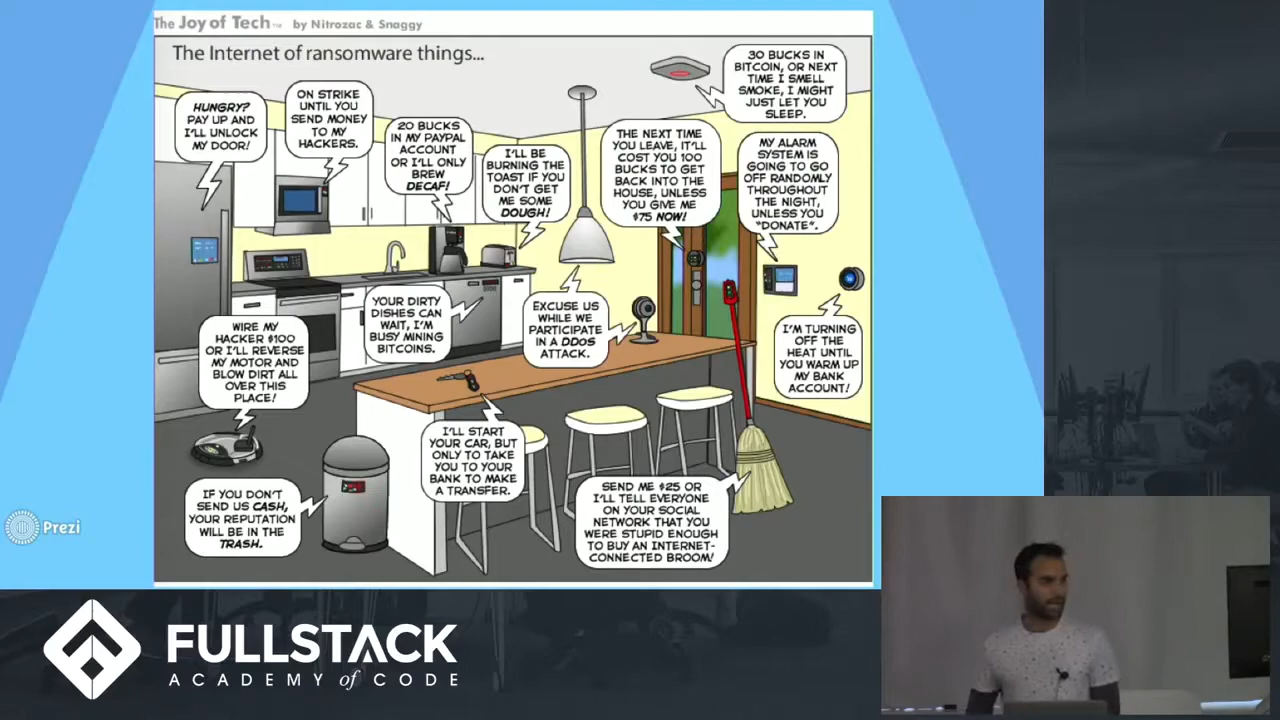 The Joy of Tech™ by Nitrozac & Snaggy
The Internet of ransomware things...
HUNGRY?
PAY UP AND
I'LL UNLOCK
MY DOOR!
ON STRIKE
UNTIL YOU
SEND MONEY
TO MY
HACKERS.
20 BUCKS
IN MY PAYPAL
ACCOUNT
OR I'LL ONLY
BREW
DECAF!
I'LL BE
BURNING THE
TOAST IF YOU
DON'T GET
ME SOME
DOUGH!
THE NEXT TIME
YOU LEAVE, IT'LL
COST YOU 100
BUCKS TO GET
BACK INTO THE
HOUSE, UNLESS
YOU GIVE ME
$75 NOW!
30 BUCKS IN
BITCOIN, OR NEXT
TIME I SMELL
SMOKE, I MIGHT
JUST LET YOU
SLEEP.
MY ALARM
SYSTEM IS
GOING TO GO
OFF RANDOMLY
THROUGHOUT
THE NIGHT,
UNLESS YOU
"DONATE".
WIRE MY
HACKER $100
OR I'LL REVERSE
MY MOTOR AND
BLOW DIRT ALL
OVER THIS
PLACE!
YOUR DIRTY
DISHES CAN
WAIT, I'M
BUSY MINING
BITCOINS.
EXCUSE US
WHILE WE
PARTICIPATE
IN A DDOS
ATTACK.
I'M TURNING
OFF THE
HEAT UNTIL
YOU WARM UP
MY BANK
ACCOUNT!
IF YOU DON'T
SEND US CASH,
YOUR REPUTATION
WILL BE IN THE
TRASH.
I'LL START
YOUR CAR, BUT
ONLY TO TAKE
YOU TO YOUR
BANK TO MAKE
A TRANSFER.
SEND ME $25 OR
I'LL TELL EVERYONE
ON YOUR SOCIAL
NETWORK THAT YOU
WERE STUPID ENOUGH
TO BUY AN INTERNET-
CONNECTED BROOM!
Prezi
FULLSTACK
ACADEMY of CODE